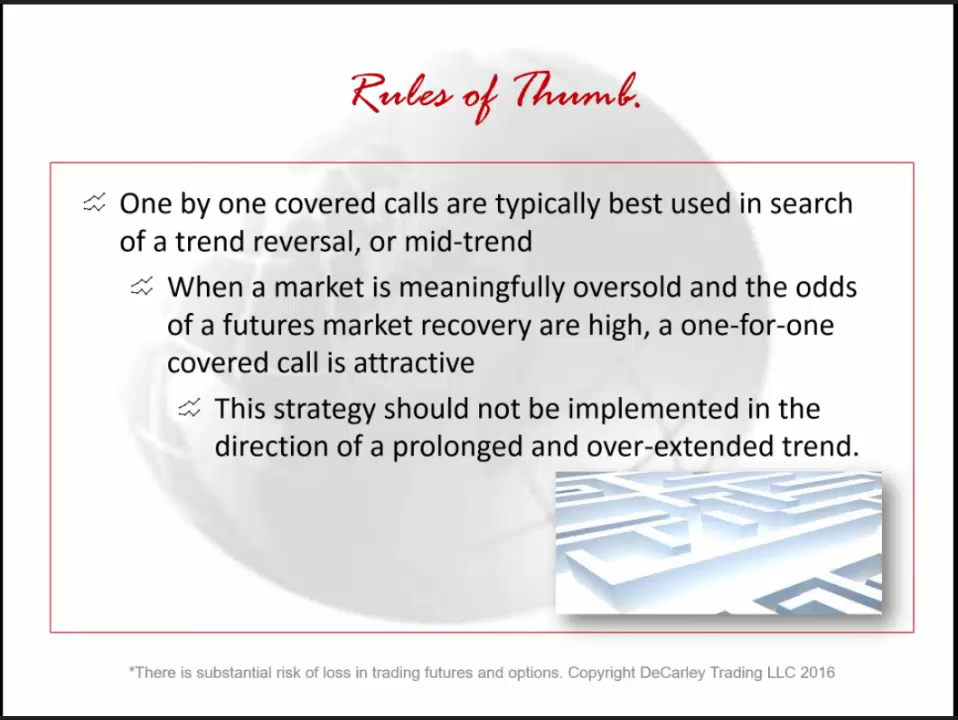 Rules of Thumb.
One by one covered calls are typically best used in search
of a trend reversal, or mid-trend
When a market is meaningfully oversold and the odds
of a futures market recovery are high, a one-for-one
covered call is attractive
This strategy should not be implemented in the
direction of a prolonged and over-extended trend.
*There is substantial risk of loss in trading futures and options. Copyright DeCarley Trading LLC 2016